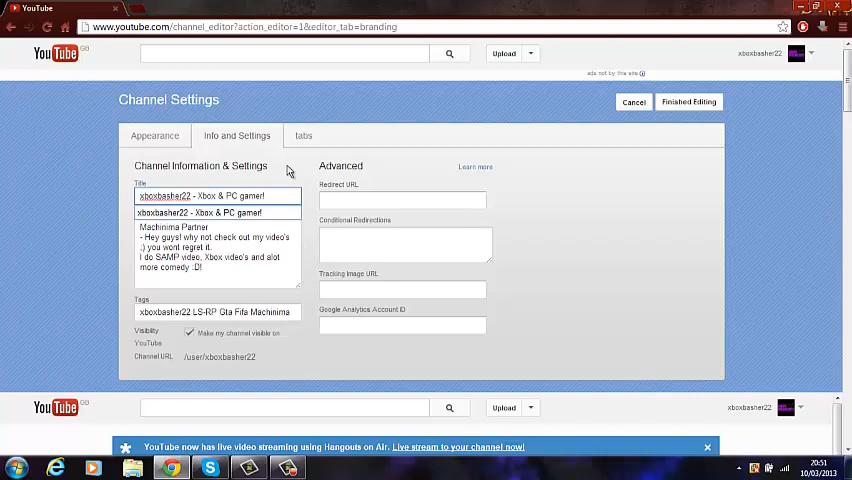 YouTube
www.youtube.com/channel_editor?action_editor=1&editor_tab=branding
YouTube GB
Upload
xboxbasher22
ads not by this site
Channel Settings
Cancel
Finished Editing
Appearance
Info and Settings
tabs
Channel Information & Settings
Advanced
Learn more
Title
Redirect URL
xboxbasher22 - Xbox & PC gamer!
xboxbasher22 - Xbox & PC gamer!
Conditional Redirections
Machinima Partner
- Hey guys! why not check out my video's
;) you wont regret it.
I do SAMP video, Xbox video's and alot
more comedy :D!
Tracking Image URL
Tags
xboxbasher22 LS-RP Gta Fifa Machinima
Google Analytics Account ID
Visibility
Make my channel visible on
YouTube
Channel URL
/user/xboxbasher22
YouTube GB
Upload
xboxbasher22
YouTube now has live video streaming using Hangouts on Air. Live stream to your channel now!
20:51
10/03/2013